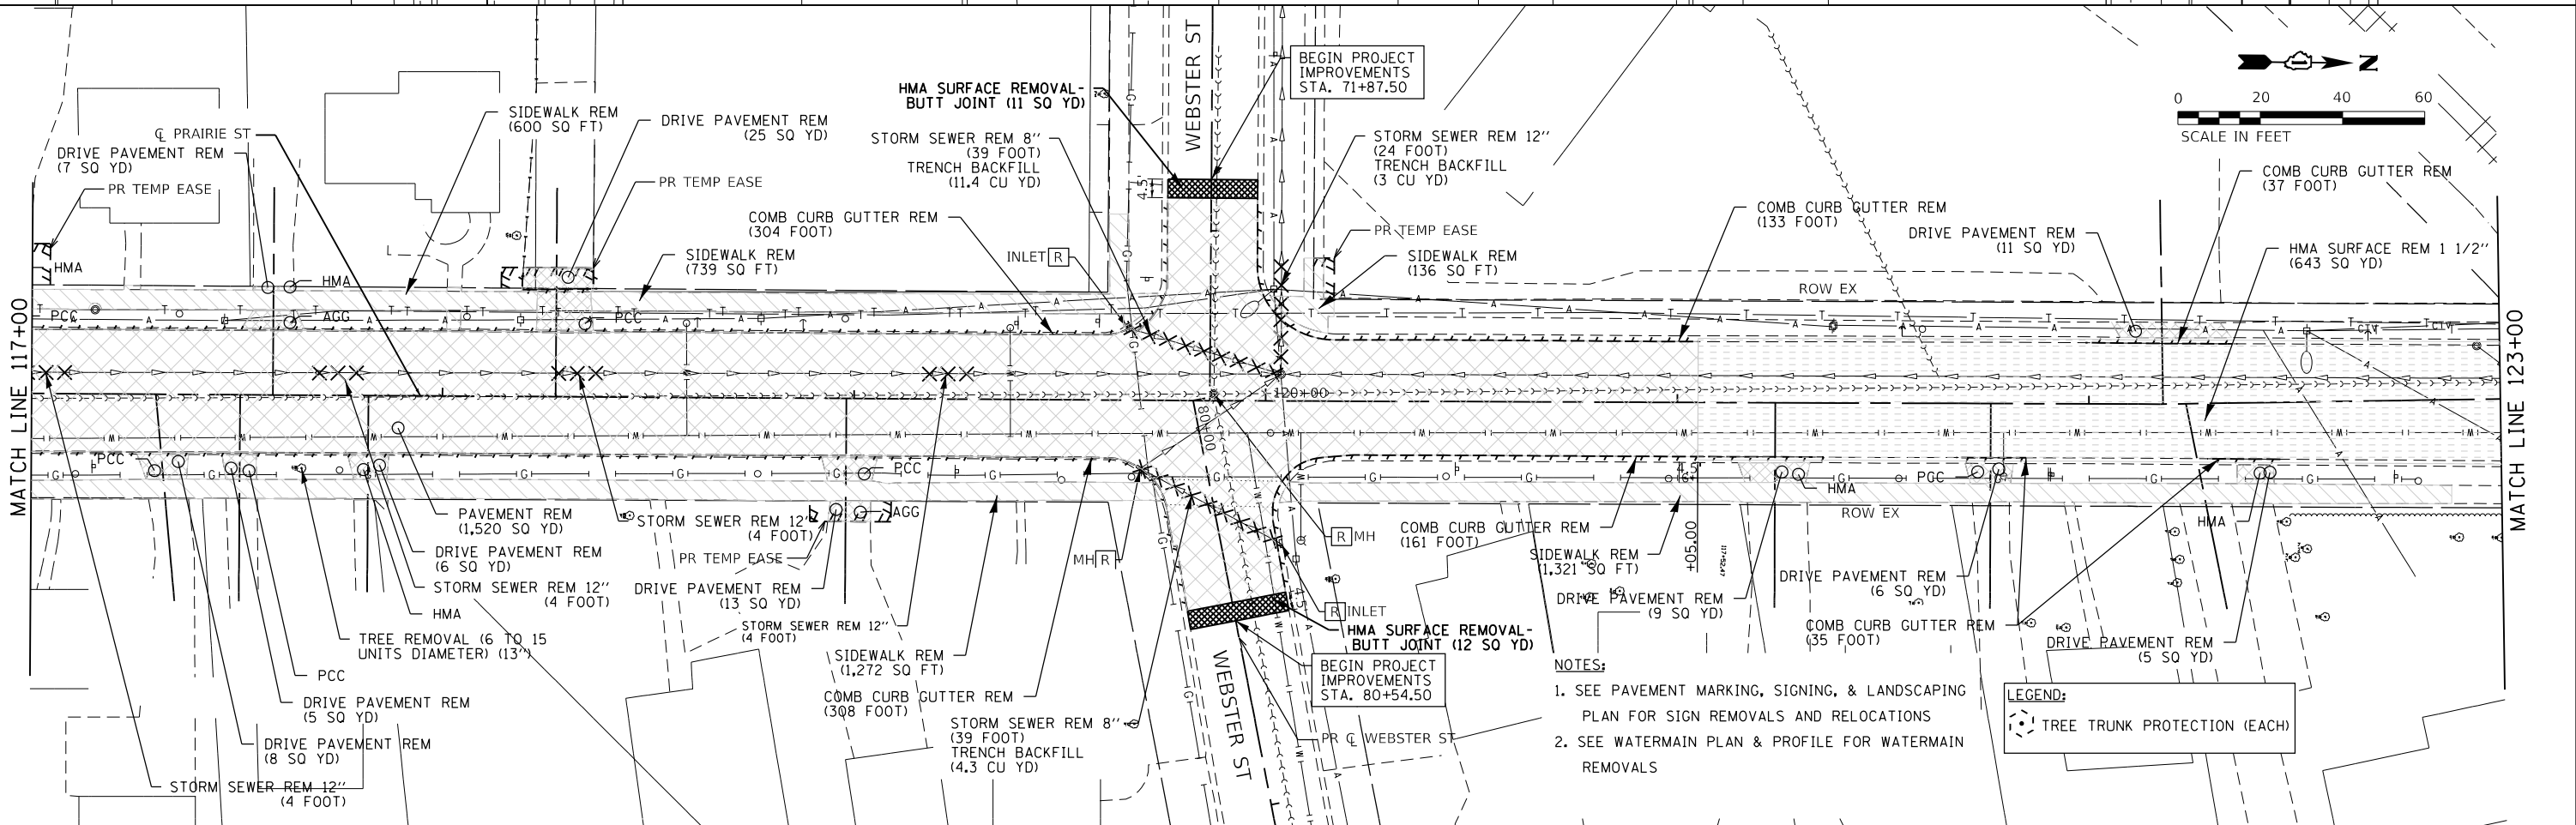 MATCH LINE 117+00
℄ PRAIRIE ST
DRIVE PAVEMENT REM
(7 SQ YD)
PR TEMP EASE
HMA
HMA
PCC
AGG
SIDEWALK REM
(600 SQ FT)
DRIVE PAVEMENT REM
(25 SQ YD)
PR TEMP EASE
COMB CURB GUTTER REM
(304 FOOT)
SIDEWALK REM
(739 SQ FT)
PCC
HMA SURFACE REMOVAL-
BUTT JOINT (11 SQ YD)
STORM SEWER REM 8"
(39 FOOT)
TRENCH BACKFILL
(11.4 CU YD)
INLET R
WEBSTER ST
4.5'
BEGIN PROJECT
IMPROVEMENTS
STA. 71+87.50
STORM SEWER REM 12"
(24 FOOT)
TRENCH BACKFILL
(3 CU YD)
PR TEMP EASE
SIDEWALK REM
(136 SQ FT)
COMB CURB GUTTER REM
(133 FOOT)
ROW EX
DRIVE PAVEMENT REM
(11 SQ YD)
N
0 20 40 60
SCALE IN FEET
COMB CURB GUTTER REM
(37 FOOT)
HMA SURFACE REM 1 1/2"
(643 SQ YD)
CTV
CTV
MATCH LINE 123+00
120+00
80+00
PCC
PAVEMENT REM
(1,520 SQ YD)
DRIVE PAVEMENT REM
(6 SQ YD)
STORM SEWER REM 12"
(4 FOOT)
HMA
TREE REMOVAL (6 TO 15
UNITS DIAMETER) (13")
PCC
DRIVE PAVEMENT REM
(5 SQ YD)
DRIVE PAVEMENT REM
(8 SQ YD)
STORM SEWER REM 12"
(4 FOOT)
STORM SEWER REM 12"
(4 FOOT)
PCC
AGG
PR TEMP EASE
DRIVE PAVEMENT REM
(13 SQ YD)
STORM SEWER REM 12"
(4 FOOT)
SIDEWALK REM
(1,272 SQ FT)
COMB CURB GUTTER REM
(308 FOOT)
STORM SEWER REM 8"
(39 FOOT)
TRENCH BACKFILL
(4.3 CU YD)
MH R
WEBSTER ST
R MH
R INLET
4.5'
HMA SURFACE REMOVAL-
BUTT JOINT (12 SQ YD)
BEGIN PROJECT
IMPROVEMENTS
STA. 80+54.50
PR ℄ WEBSTER ST
COMB CURB GUTTER REM
(161 FOOT)
SIDEWALK REM
(1,321 SQ FT)
4.5'
+05.00
DRIVE PAVEMENT REM
(9 SQ YD)
HMA
PCC
ROW EX
DRIVE PAVEMENT REM
(6 SQ YD)
COMB CURB GUTTER REM
(35 FOOT)
HMA
DRIVE PAVEMENT REM
(5 SQ YD)
NOTES:
1. SEE PAVEMENT MARKING, SIGNING, & LANDSCAPING
PLAN FOR SIGN REMOVALS AND RELOCATIONS
2. SEE WATERMAIN PLAN & PROFILE FOR WATERMAIN
REMOVALS
LEGEND:
TREE TRUNK PROTECTION (EACH)